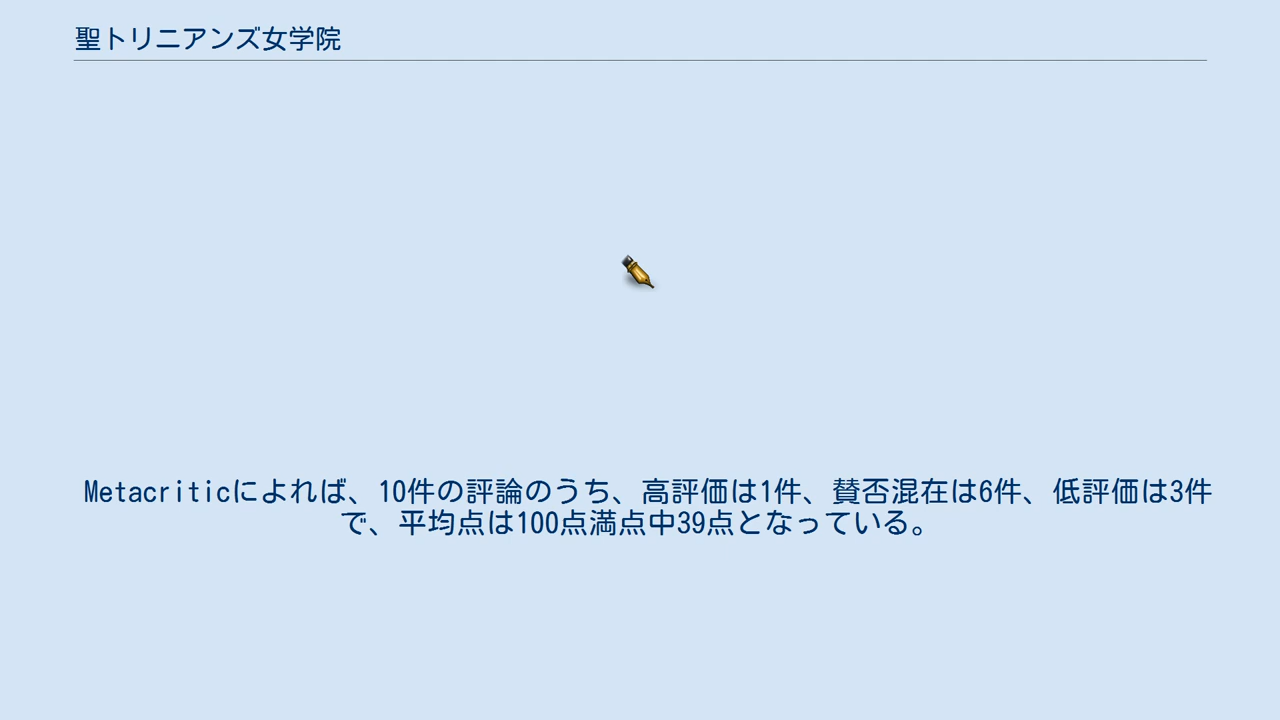 聖トリニアンズ女学院
Metacriticによれば、10件の評論のうち、高評価は1件、賛否混在は6件、低評価は3件
で、平均点は100点満点中39点となっている。